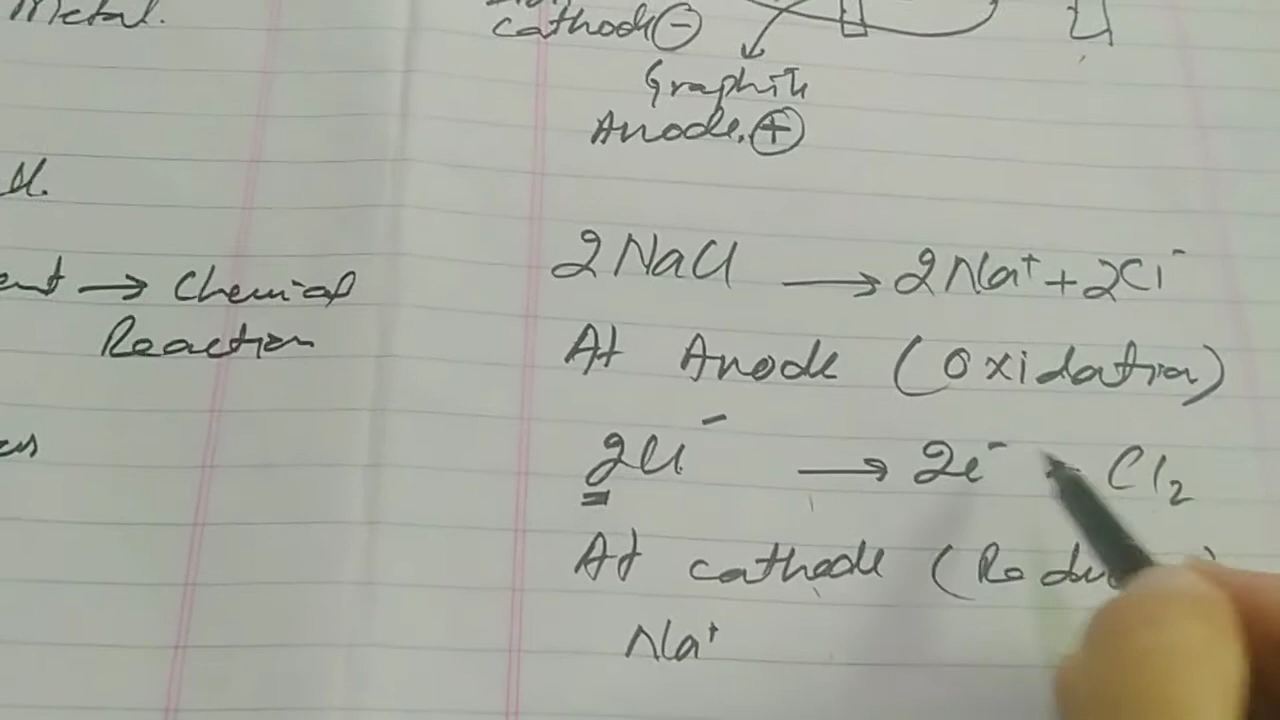 Metal.
cathode ⊖
Graphite
Anode. ⊕
→ Chemical
Reaction
2NaCl → 2Na⁺ + 2Cl⁻
At Anode (Oxidation)
2Cl⁻ → 2e⁻ Cl₂
At cathode (Redu
Na⁺